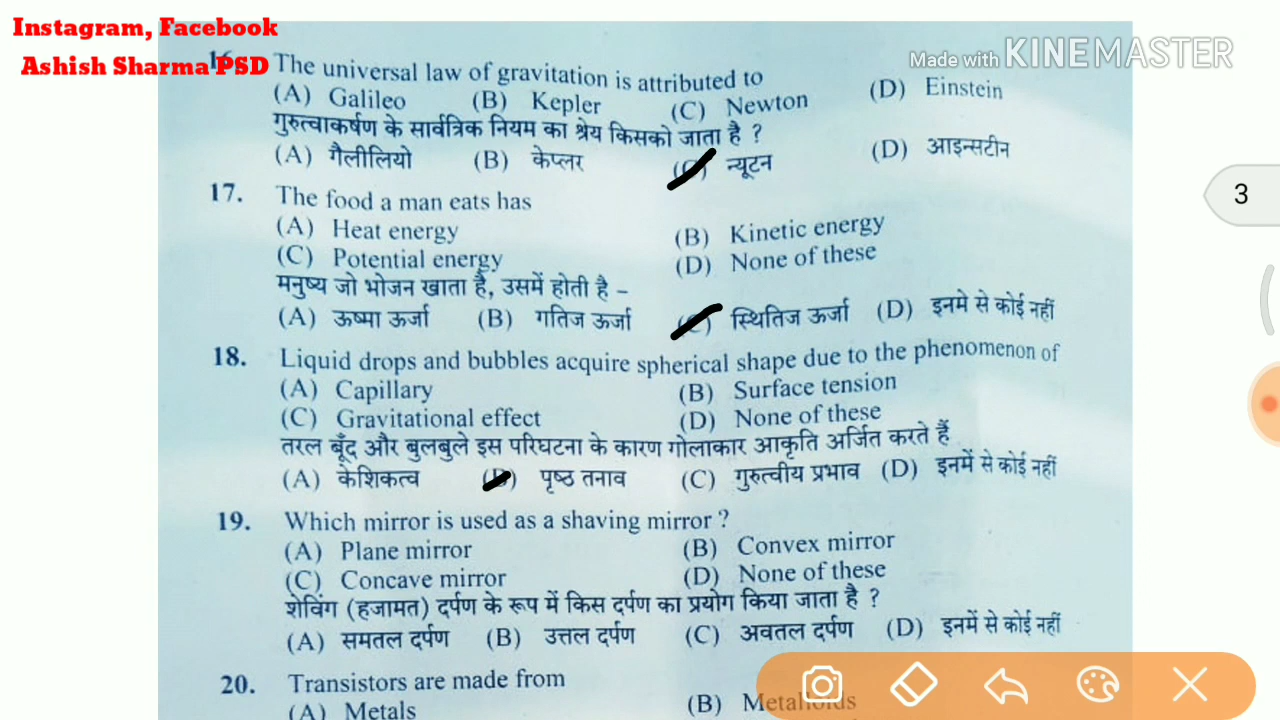 Instagram, Facebook
Ashish Sharma PSD
Made with KINEMASTER
16. The universal law of gravitation is attributed to
(A) Galileo (B) Kepler (C) Newton (D) Einstein
गुरुत्वाकर्षण के सार्वत्रिक नियम का श्रेय किसको जाता है ?
(A) गैलीलियो (B) केप्लर (C) न्यूटन (D) आइन्सटीन
17. The food a man eats has
(A) Heat energy (B) Kinetic energy
(C) Potential energy (D) None of these
मनुष्य जो भोजन खाता है, उसमें होती है –
(A) ऊष्मा ऊर्जा (B) गतिज ऊर्जा (C) स्थितिज ऊर्जा (D) इनमे से कोई नहीं
3
18. Liquid drops and bubbles acquire spherical shape due to the phenomenon of
(A) Capillary (B) Surface tension
(C) Gravitational effect (D) None of these
तरल बूँद और बुलबुले इस परिघटना के कारण गोलाकार आकृति अर्जित करते हैं
(A) केशिकत्व (B) पृष्ठ तनाव (C) गुरुत्वीय प्रभाव (D) इनमें से कोई नहीं
19. Which mirror is used as a shaving mirror ?
(A) Plane mirror (B) Convex mirror
(C) Concave mirror (D) None of these
शेविंग (हजामत) दर्पण के रूप में किस दर्पण का प्रयोग किया जाता है ?
(A) समतल दर्पण (B) उत्तल दर्पण (C) अवतल दर्पण (D) इनमें से कोई नहीं
20. Transistors are made from
(A) Metals (B) Metalloids